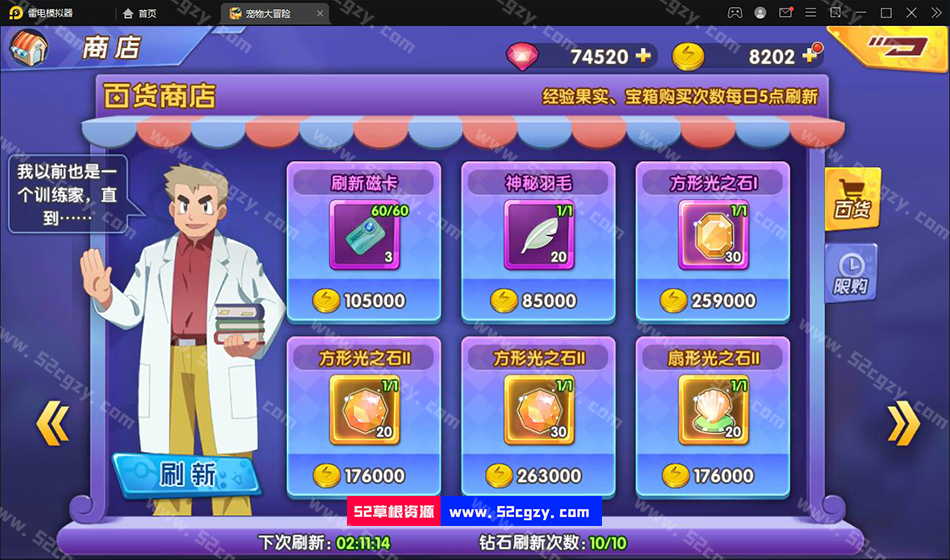 雷电模拟器
首页
宠物大冒险
商店
74520
8202
百货商店
经验果实、宝箱购买次数每日5点刷新
我以前也是一
个训练家，直
到……
刷新磁卡
60/60
3
105000
神秘羽毛
1/1
20
85000
方形光之石I
1/1
30
259000
百货
限购
方形光之石II
1/1
20
176000
方形光之石II
1/1
30
263000
扇形光之石II
1/1
20
176000
刷新
52草根资源 www.52cgzy.com
下次刷新：02:11:14
钻石刷新次数：10/10
www.52cgzy.com